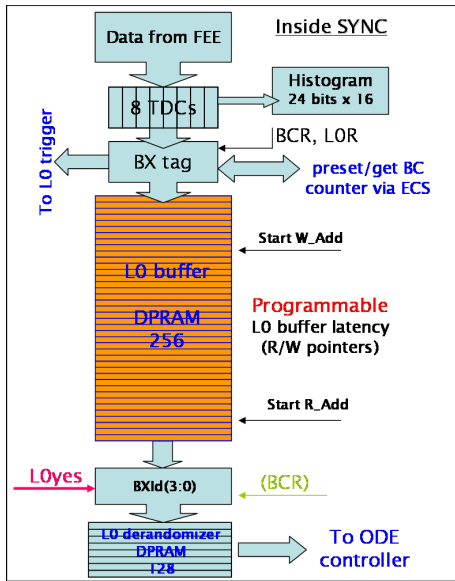 Inside SYNC
Data from FEE
Histogram
24 bits x 16
8 TDCs
BCR, L0R
To L0 trigger
BX tag
preset/get BC
counter via ECS
Start W_Add
L0 buffer
DPRAM
256
Programmable
L0 buffer latency
(R/W pointers)
Start R_Add
L0yes
BXId(3:0)
(BCR)
L0 derandomizer
DPRAM
128
To ODE
controller